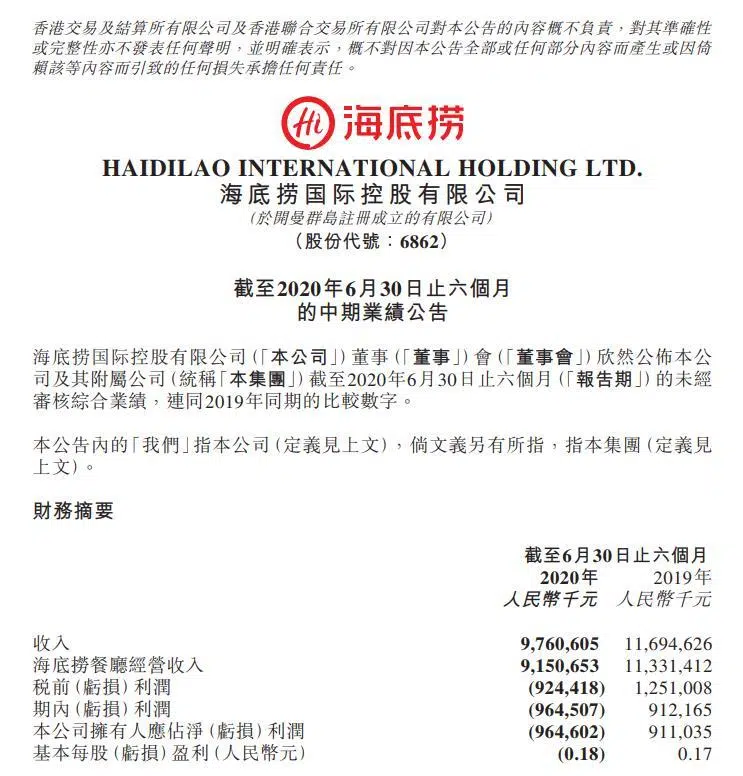 香港交易及結算所有限公司及香港聯合交易所有限公司對本公告的內容概不負責，對其準確性
或完整性亦不發表任何聲明，並明確表示，概不對因本公告全部或任何部分內容而產生或因倚
賴該等內容而引致的任何損失承擔任何責任。
Hi 海底捞
HAIDILAO INTERNATIONAL HOLDING LTD.
海底捞国际控股有限公司
(於開曼群島註冊成立的有限公司)
(股份代號：6862)
截至2020年6月30日止六個月
的中期業績公告
海底捞国际控股有限公司(「本公司」)董事(「董事」)會(「董事會」)欣然公佈本公
司及其附屬公司(統稱「本集團」)截至2020年6月30日止六個月(「報告期」)的未經
審核綜合業績，連同2019年同期的比較數字。
本公告內的「我們」指本公司(定義見上文)，倘文義另有所指，指本集團(定義見
上文)。
財務摘要
截至6月30日止六個月
2020年 2019年
人民幣千元 人民幣千元
收入 9,760,605 11,694,626
海底捞餐廳經營收入 9,150,653 11,331,412
稅前(虧損)利潤 (924,418) 1,251,008
期內(虧損)利潤 (964,507) 912,165
本公司擁有人應佔淨(虧損)利潤 (964,602) 911,035
基本每股(虧損)盈利(人民幣元) (0.18) 0.17